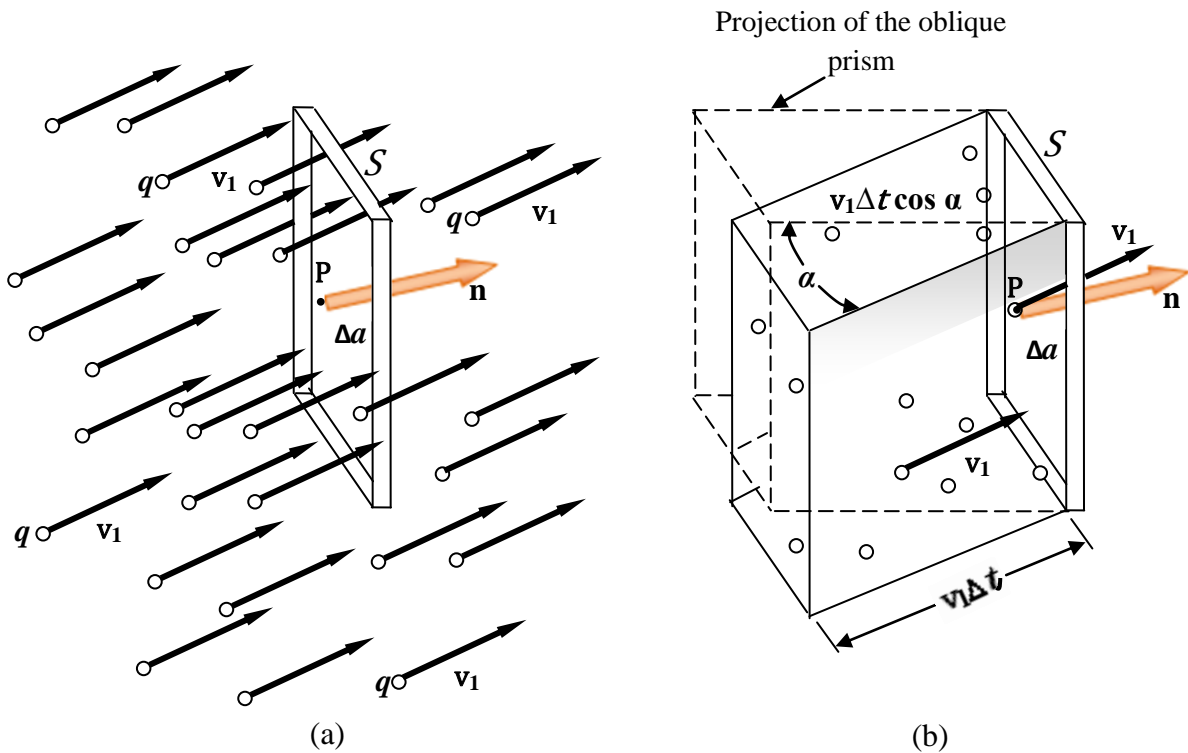 Projection of the oblique
prism
S
q
v₁
q
v₁
P
n
Δa
q
v₁
q
v₁
(a)
S
v₁Δt cos α
v₁
α
P
n
Δa
v₁
v₁Δt
(b)